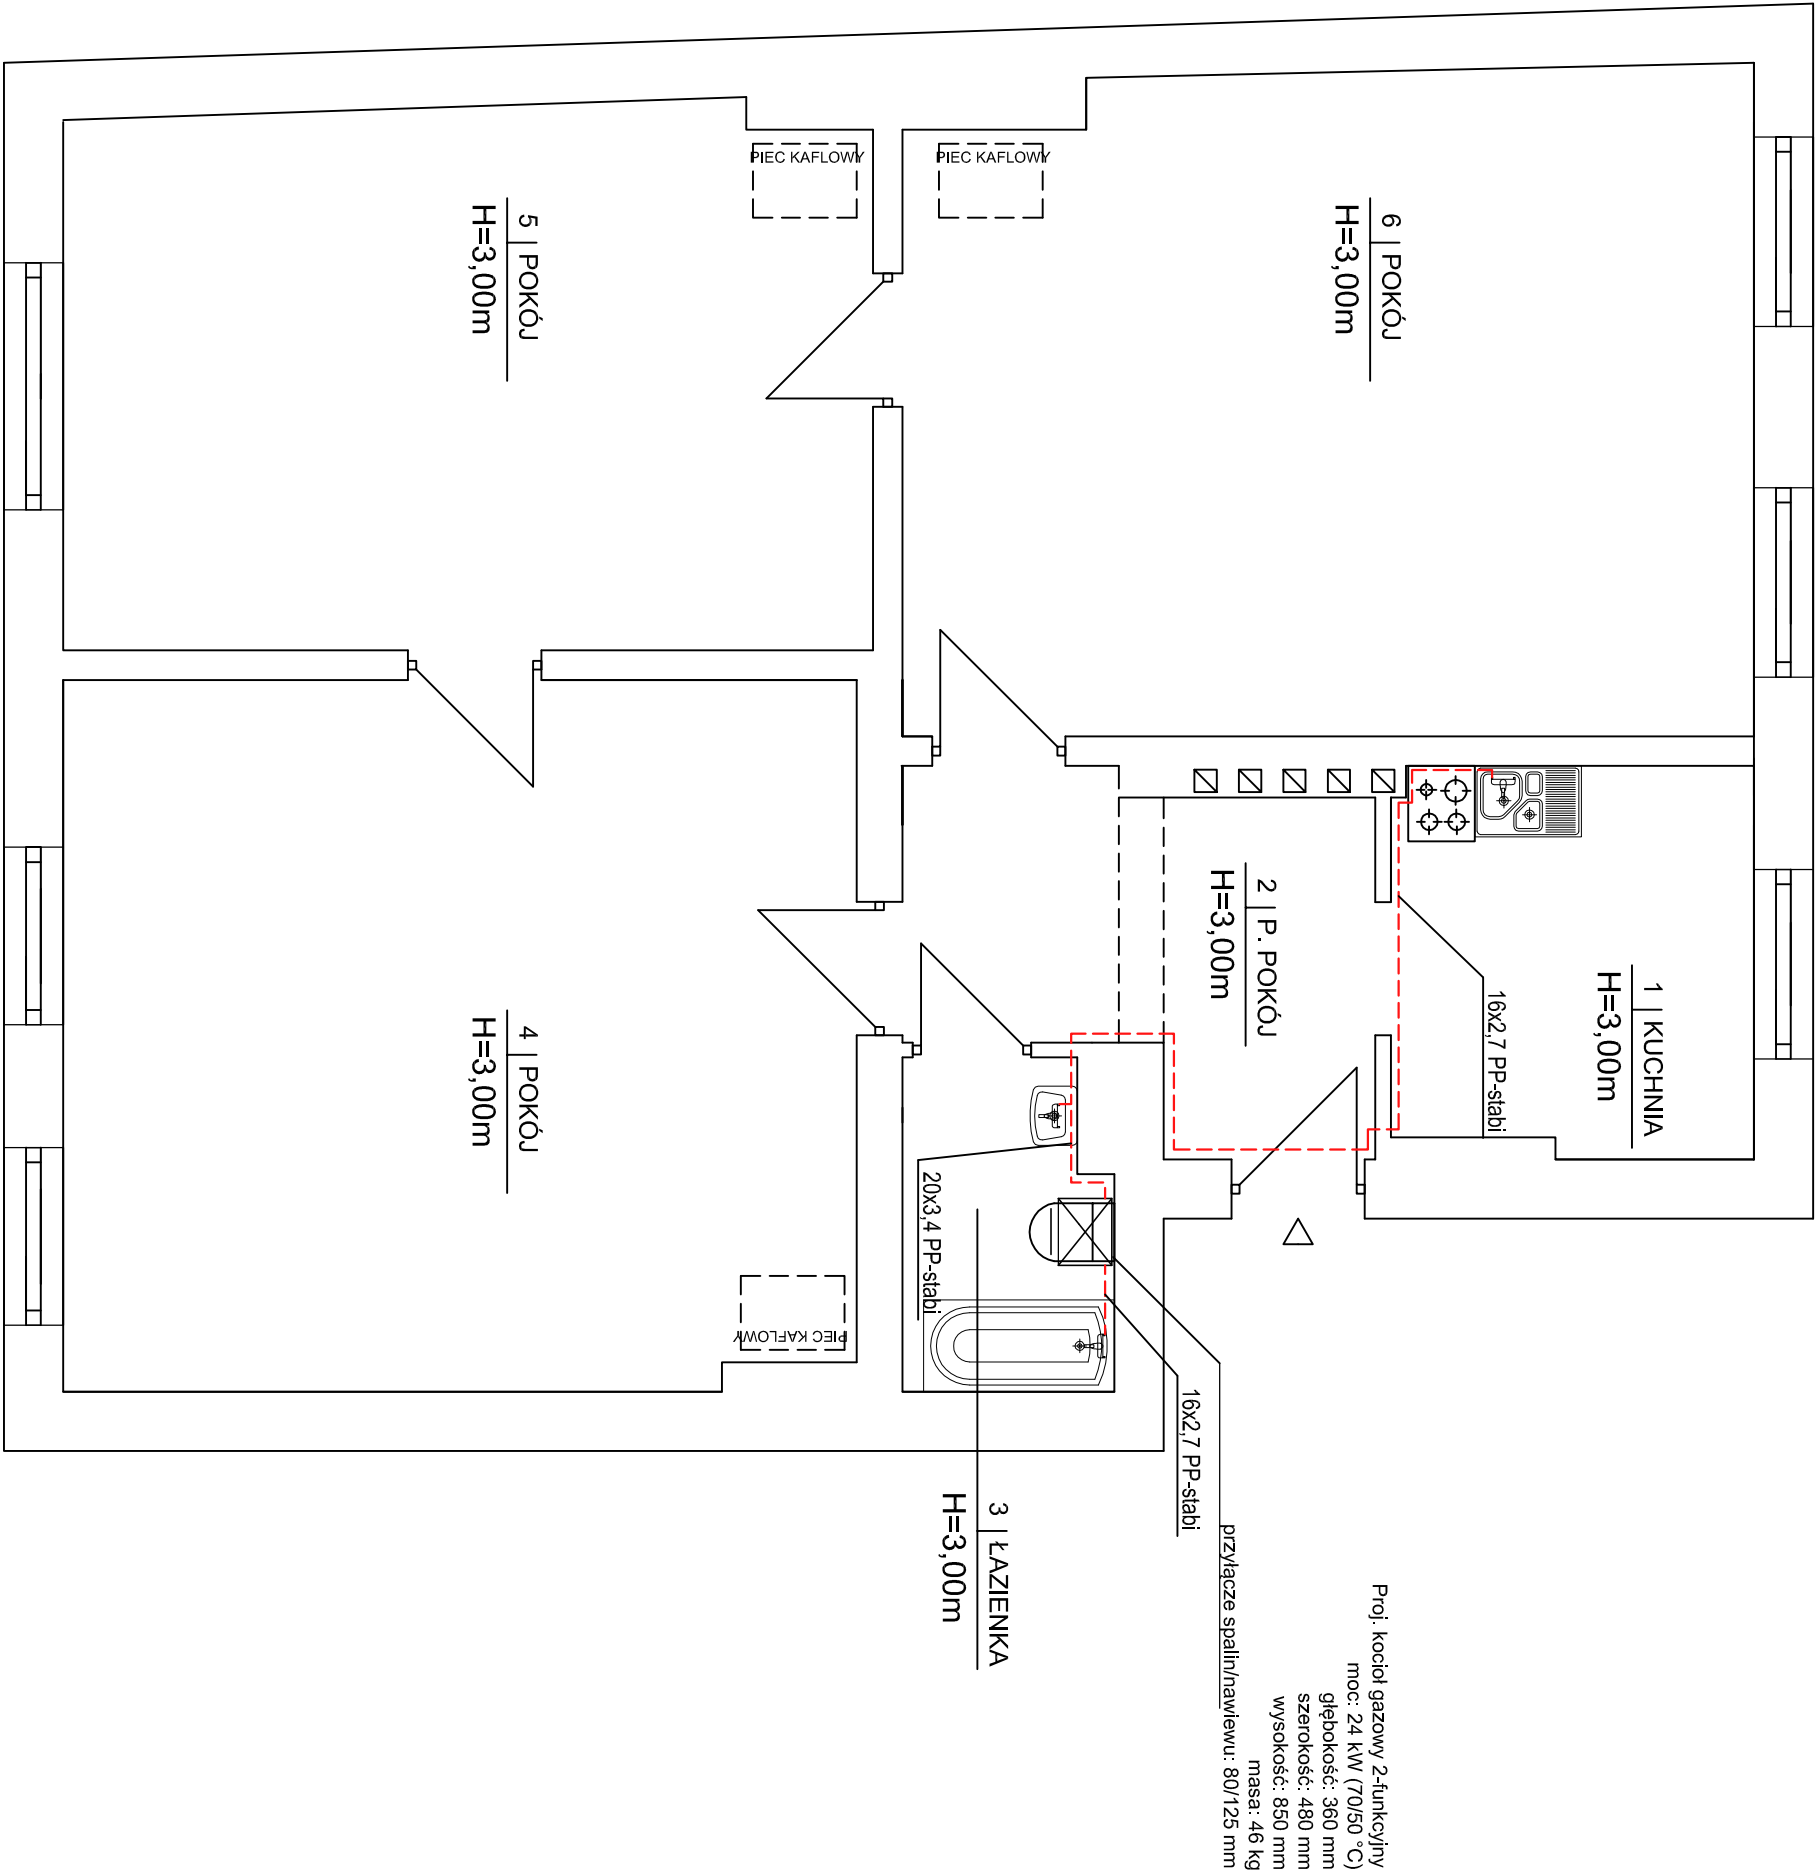 PIEC KAFLOWY
PIEC KAFLOWY
5 | POKÓJ
H=3,00m
6 | POKÓJ
H=3,00m
2 | P. POKÓJ
H=3,00m
1 | KUCHNIA
H=3,00m
16x2,7 PP-stabi
4 | POKÓJ
H=3,00m
20x3,4 PP-stabi
PIEC KAFLOWY
16x2,7 PP-stabi
3 | ŁAZIENKA
H=3,00m
Proj. kocioł gazowy 2-funkcyjny
moc: 24 kW (70/50 °C)
głębokość: 360 mm
szerokość: 480 mm
wysokość: 850 mm
masa: 46 kg
przyłącze spalin/nawiewu: 80/125 mm